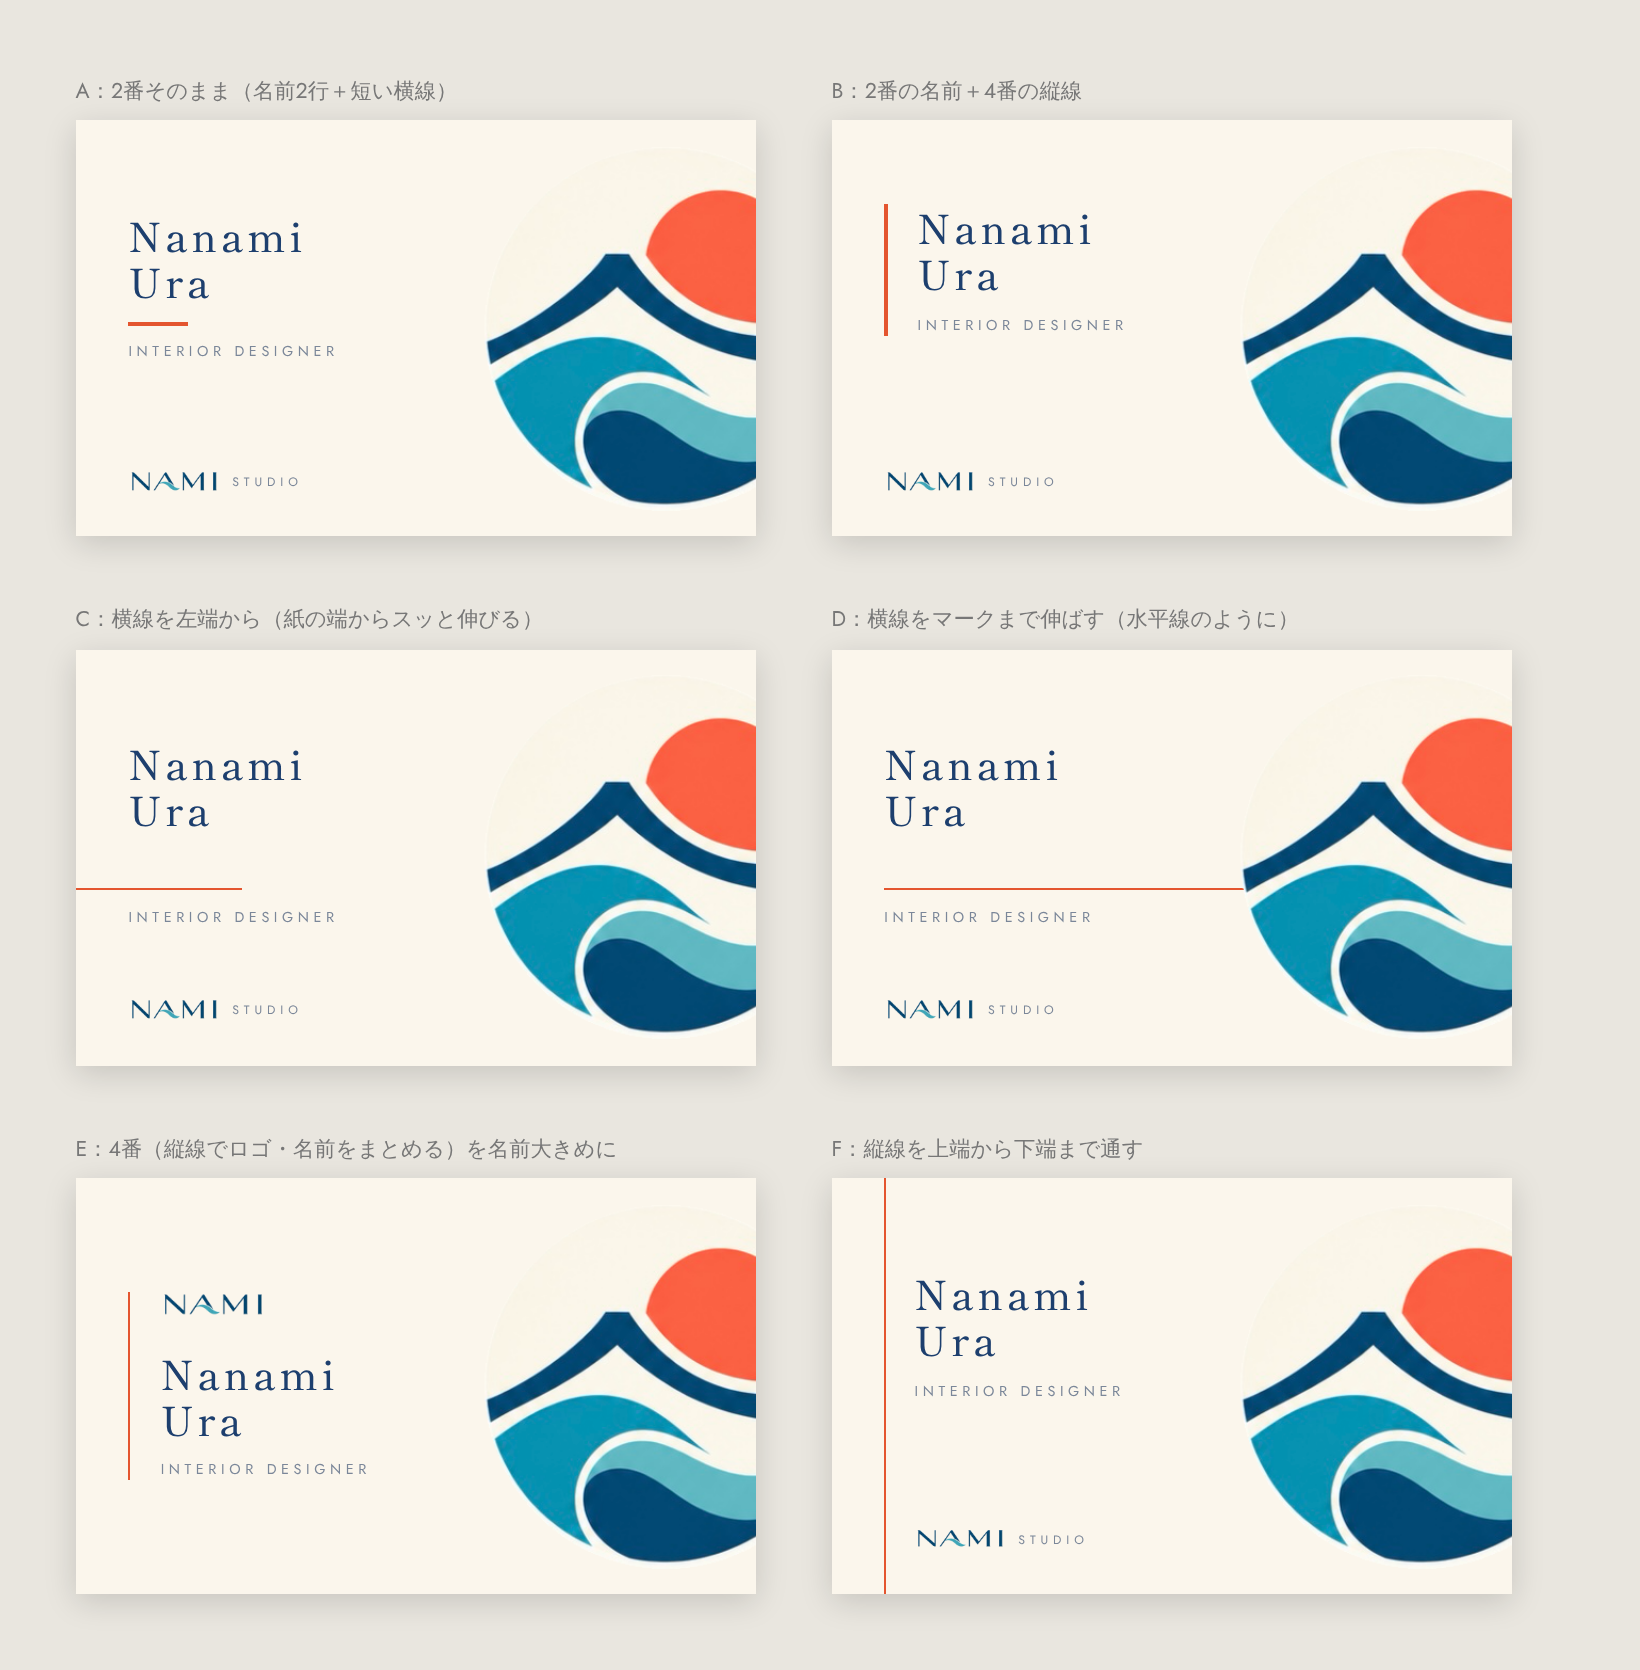 A：2番そのまま（名前2行＋短い横線）
Nanami
Ura
INTERIOR DESIGNER
NAMI STUDIO
B：2番の名前＋4番の縦線
Nanami
Ura
INTERIOR DESIGNER
NAMI STUDIO
C：横線を左端から（紙の端からスッと伸びる）
Nanami
Ura
INTERIOR DESIGNER
NAMI STUDIO
D：横線をマークまで伸ばす（水平線のように）
Nanami
Ura
INTERIOR DESIGNER
NAMI STUDIO
E：4番（縦線でロゴ・名前をまとめる）を名前大きめに
NAMI
Nanami
Ura
INTERIOR DESIGNER
F：縦線を上端から下端まで通す
Nanami
Ura
INTERIOR DESIGNER
NAMI STUDIO